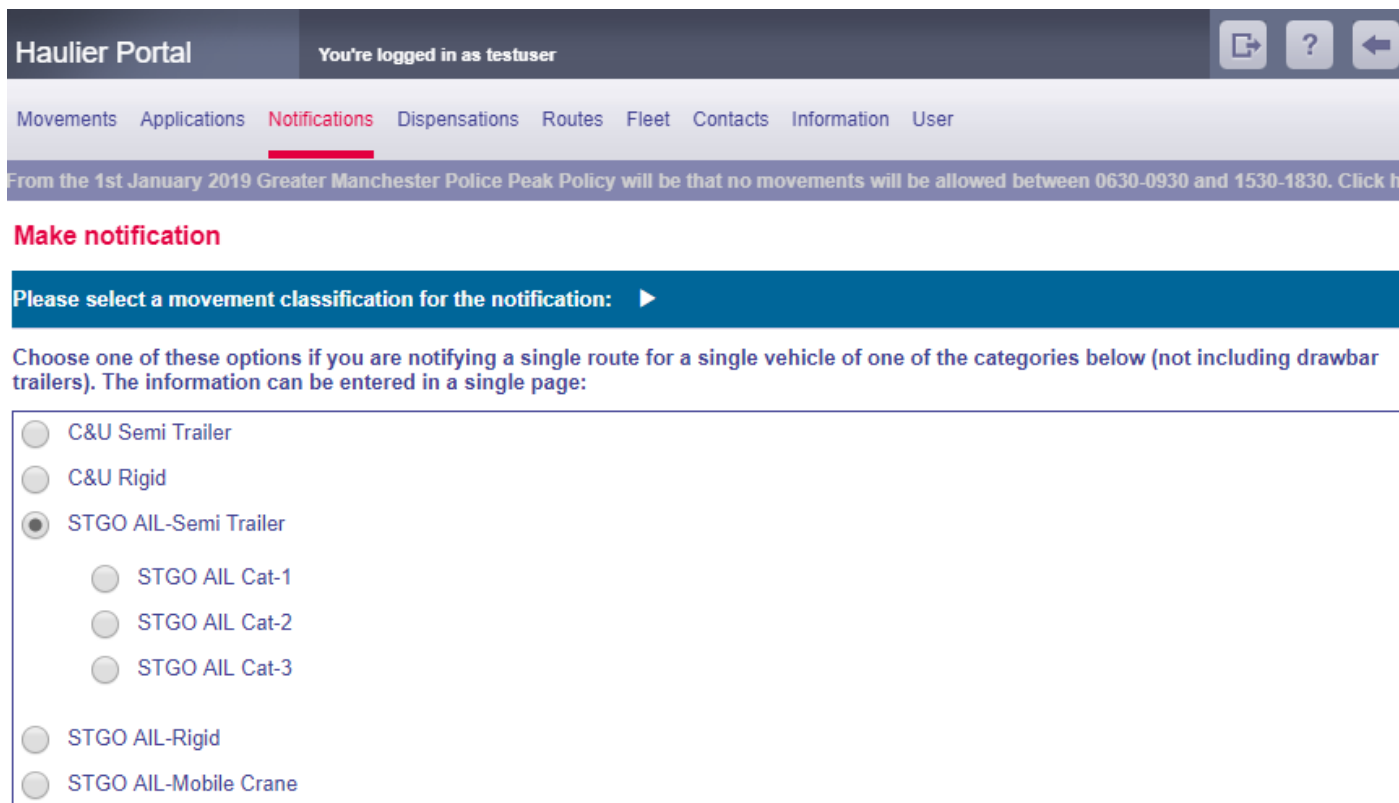 Haulier Portal You're logged in as testuser ?
Movements Applications Notifications Dispensations Routes Fleet Contacts Information User
From the 1st January 2019 Greater Manchester Police Peak Policy will be that no movements will be allowed between 0630-0930 and 1530-1830. Click
Make notification
Please select a movement classification for the notification:
Choose one of these options if you are notifying a single route for a single vehicle of one of the categories below (not including drawbar
trailers). The information can be entered in a single page:
C&U Semi Trailer
C&U Rigid
STGO AIL-Semi Trailer
STGO AIL Cat-1
STGO AIL Cat-2
STGO AIL Cat-3
STGO AIL-Rigid
STGO AIL-Mobile Crane